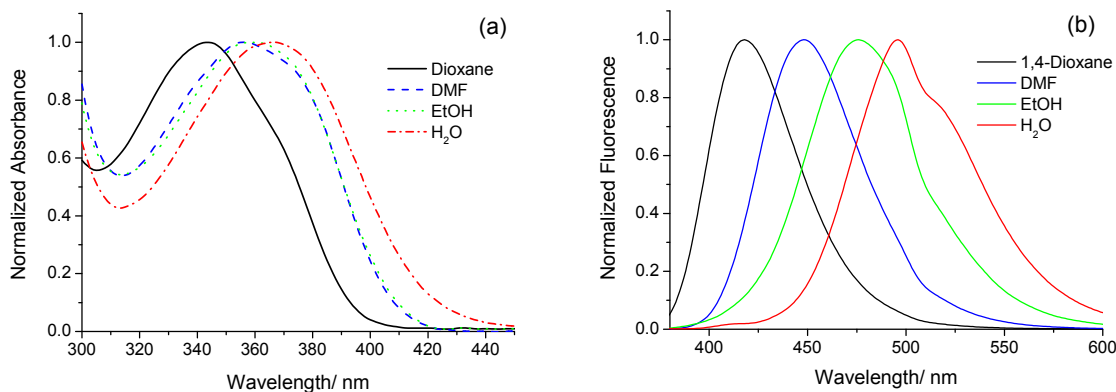 (a)
Normalized Absorbance
1.0
0.8
0.6
0.4
0.2
0.0
Dioxane
DMF
EtOH
H₂O
300 320 340 360 380 400 420 440
Wavelength/ nm
(b)
Normalized Fluorescence
1.0
0.8
0.6
0.4
0.2
0.0
1,4-Dioxane
DMF
EtOH
H₂O
400 450 500 550 600
Wavelength/ nm